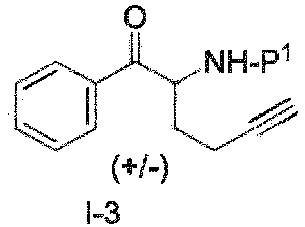 O
NH-P¹
(+/-)
I-3